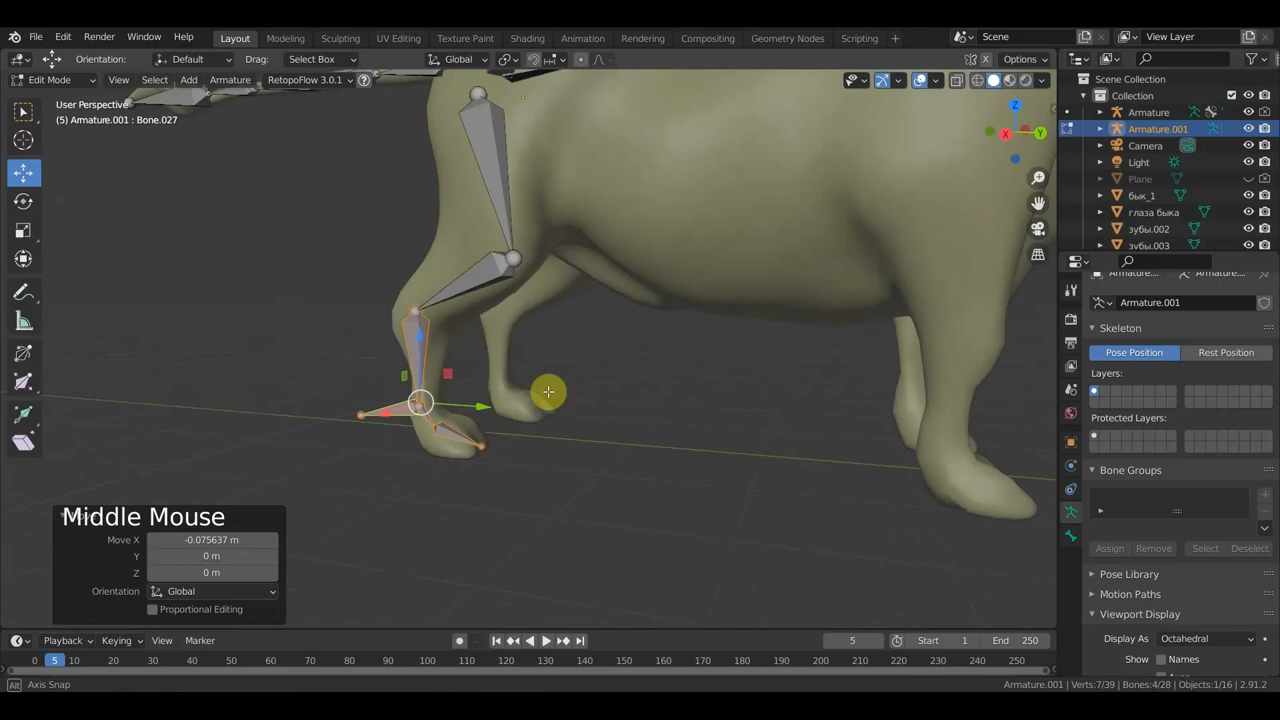 File Edit Render Window Help Layout Modeling Sculpting UV Editing Texture Paint Shading Animation Rendering Compositing Geometry Nodes Scripting + Scene View Layer
Orientation: Default Drag: Select Box Global Options
Edit Mode View Select Add Armature RetopoFlow 3.0.1
User Perspective
(5) Armature.001 : Bone.027
Z
X Y
Scene Collection
Collection
Armature
Armature.001
Camera
Light
Plane
бык_1
глаза быка
зубы.002
зубы.003
Armature.001
Skeleton
Pose Position Rest Position
Layers:
Protected Layers:
Bone Groups
Assign Remove Select Deselect
Pose Library
Motion Paths
Viewport Display
Display As Octahedral
Show Names
Middle Mouse
Move X -0.075637 m
Y 0 m
Z 0 m
Orientation Global
Proportional Editing
Playback Keying View Marker 5 Start 1 End 250
0 5 10 20 30 40 50 60 70 80 90 100 110 120 130 140 150 160 170 180 190 200 210 220 230 240 250
Alt Axis Snap Armature.001 | Verts:7/39 | Bones:4/28 | Objects:1/16 | 2.91.2